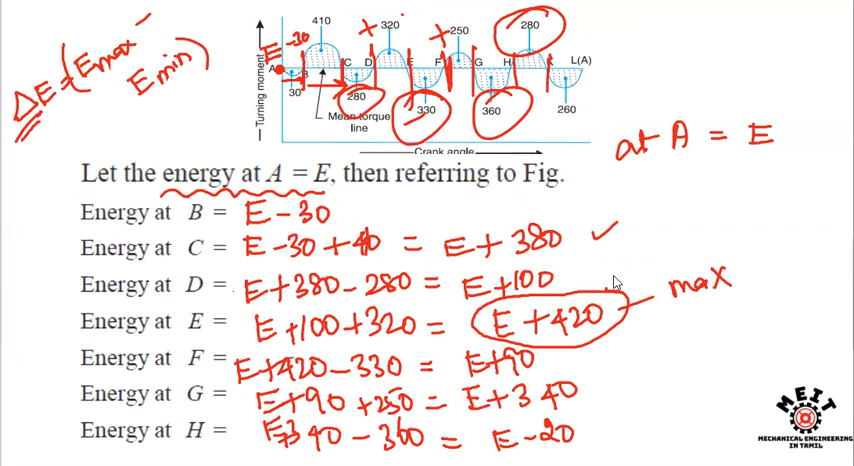 ΔE = (Emax - Emin)
Turning moment
410
E -30
+ 320
+ 250
280
A B C D E F G H K L(A)
30
280
330
360
260
Mean torque
line
Crank angle
at A = E
Let the energy at A = E, then referring to Fig.
Energy at B = E - 30
Energy at C = E - 30 + 410 = E + 380 ✓
Energy at D = E + 380 - 280 = E + 100
Energy at E = E + 100 + 320 = E + 420 max
Energy at F = E + 420 - 330 = E + 90
Energy at G = E + 90 + 250 = E + 340
Energy at H = E + 340 - 360 = E - 20
MEIT
MECHANICAL ENGINEERING
IN TAMIL